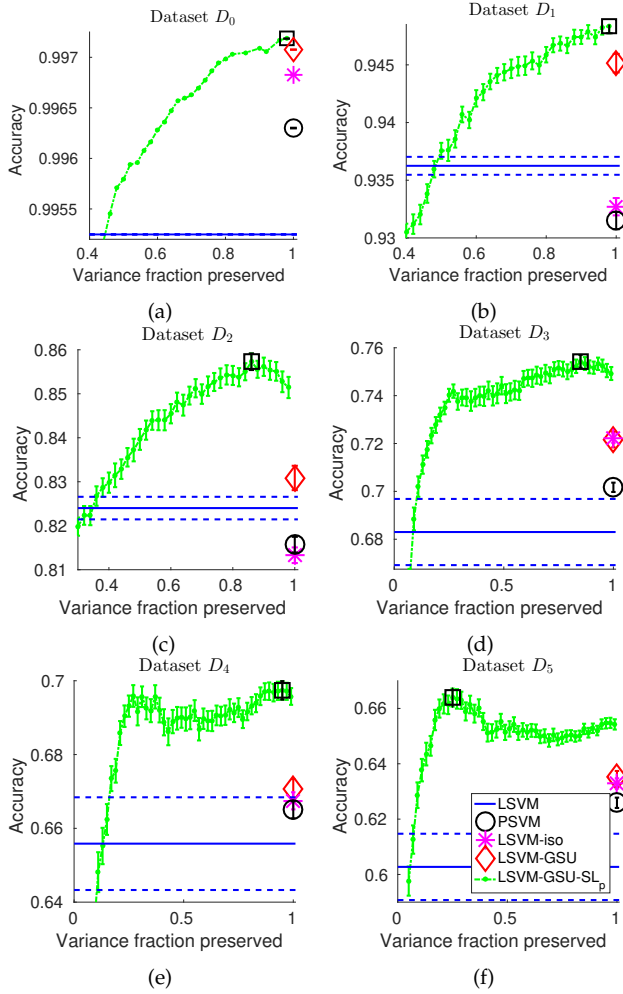 Dataset D0
Accuracy
0.997
0.9965
0.996
0.9955
0.4 0.6 0.8 1
Variance fraction preserved
(a)
Dataset D1
Accuracy
0.945
0.94
0.935
0.93
0.4 0.6 0.8 1
Variance fraction preserved
(b)
Dataset D2
Accuracy
0.86
0.85
0.84
0.83
0.82
0.81
0.4 0.6 0.8 1
Variance fraction preserved
(c)
Dataset D3
Accuracy
0.76
0.74
0.72
0.7
0.68
0 0.5 1
Variance fraction preserved
(d)
Dataset D4
Accuracy
0.7
0.68
0.66
0.64
0 0.5 1
Variance fraction preserved
(e)
Dataset D5
Accuracy
0.66
0.64
0.62
0.6
0 0.5 1
Variance fraction preserved
LSVM
PSVM
LSVM-iso
LSVM-GSU
LSVM-GSU-SLp
(f)